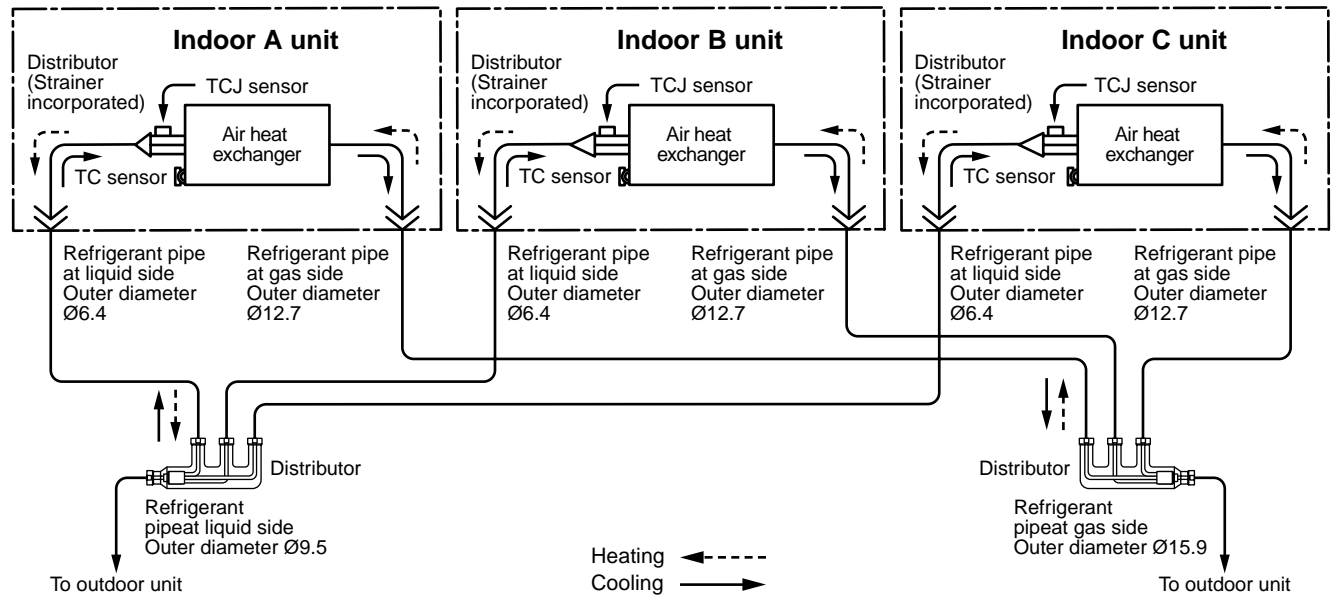 Indoor A unit
Distributor
(Strainer
incorporated)
TCJ sensor
Air heat
exchanger
TC sensor
Refrigerant pipe
at liquid side
Outer diameter
Ø6.4
Refrigerant pipe
at gas side
Outer diameter
Ø12.7
Indoor B unit
Distributor
(Strainer
incorporated)
TCJ sensor
Air heat
exchanger
TC sensor
Refrigerant pipe
at liquid side
Outer diameter
Ø6.4
Refrigerant pipe
at gas side
Outer diameter
Ø12.7
Indoor C unit
Distributor
(Strainer
incorporated)
TCJ sensor
Air heat
exchanger
TC sensor
Refrigerant pipe
at liquid side
Outer diameter
Ø6.4
Refrigerant pipe
at gas side
Outer diameter
Ø12.7
Distributor
Refrigerant
pipeat liquid side
Outer diameter Ø9.5
To outdoor unit
Heating
Cooling
Distributor
Refrigerant
pipeat gas side
Outer diameter Ø15.9
To outdoor unit